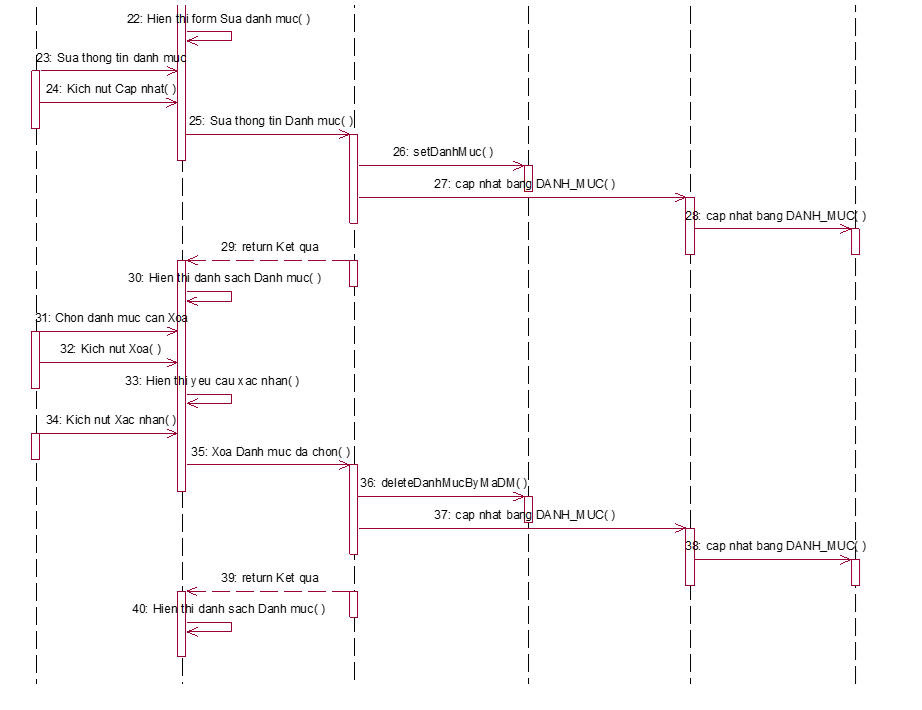 22: Hien thi form Sua danh muc( )
23: Sua thong tin danh muc
24: Kich nut Cap nhat( )
25: Sua thong tin Danh muc( )
26: setDanhMuc( )
27: cap nhat bang DANH_MUC( )
28: cap nhat bang DANH_MUC( )
29: return Ket qua
30: Hien thi danh sach Danh muc( )
31: Chon danh muc can Xoa
32: Kich nut Xoa( )
33: Hien thi yeu cau xac nhan( )
34: Kich nut Xac nhan( )
35: Xoa Danh muc da chon( )
36: deleteDanhMucByMaDM( )
37: cap nhat bang DANH_MUC( )
38: cap nhat bang DANH_MUC( )
39: return Ket qua
40: Hien thi danh sach Danh muc( )